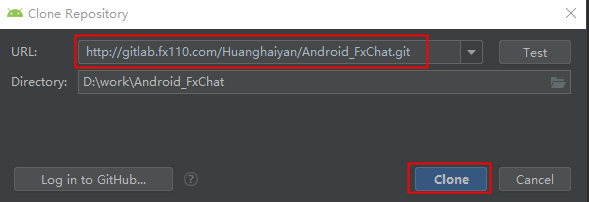 Clone Repository
URL: http://gitlab.fx110.com/Huanghaiyan/Android_FxChat.git Test
Directory: D:\work\Android_FxChat
Log in to GitHub... ? Clone Cancel